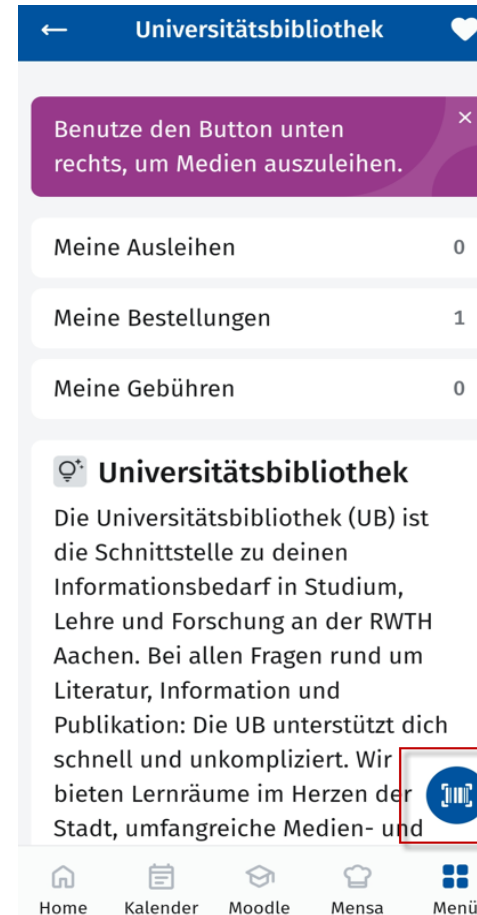 ← Universitätsbibliothek
Benutze den Button unten
rechts, um Medien auszuleihen.
×
Meine Ausleihen 0
Meine Bestellungen 1
Meine Gebühren 0
Universitätsbibliothek
Die Universitätsbibliothek (UB) ist
die Schnittstelle zu deinen
Informationsbedarf in Studium,
Lehre und Forschung an der RWTH
Aachen. Bei allen Fragen rund um
Literatur, Information und
Publikation: Die UB unterstützt dich
schnell und unkompliziert. Wir
bieten Lernräume im Herzen der
Stadt, umfangreiche Medien- und
Home Kalender Moodle Mensa Menü